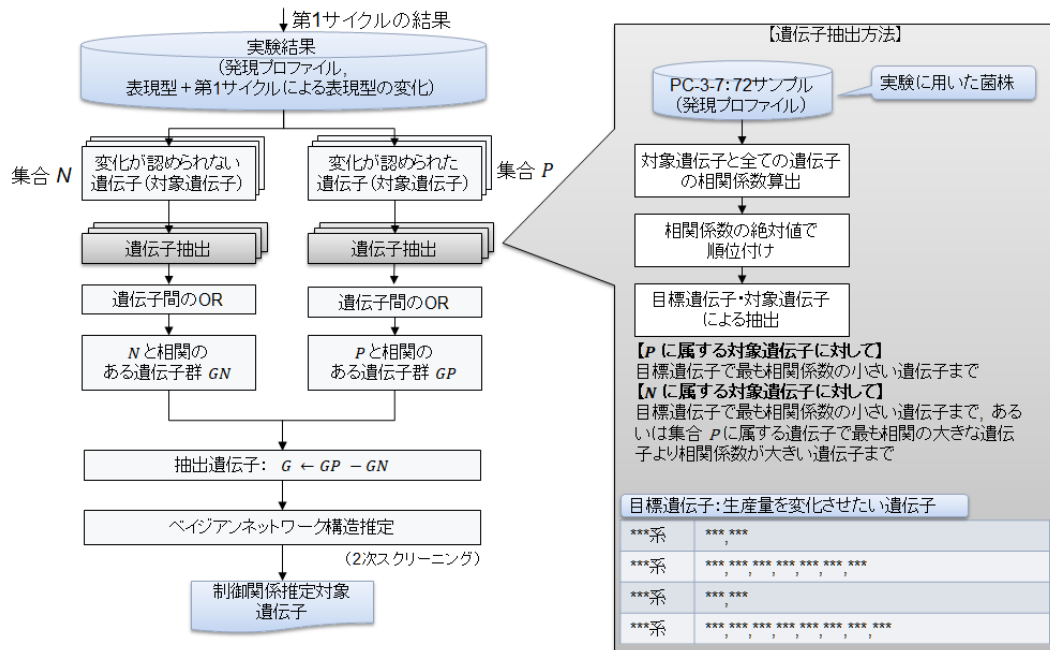 第1サイクルの結果
実験結果
(発現プロファイル,
表現型+第1サイクルによる表現型の変化)
集合 N
変化が認められない
遺伝子(対象遺伝子)
変化が認められた
遺伝子(対象遺伝子)
集合 P
遺伝子抽出
遺伝子抽出
遺伝子間のOR
遺伝子間のOR
N と相関の
ある遺伝子群 GN
P と相関の
ある遺伝子群 GP
抽出遺伝子: G ← GP − GN
ベイジアンネットワーク構造推定
(2次スクリーニング)
制御関係推定対象
遺伝子
【遺伝子抽出方法】
PC-3-7:72サンプル
(発現プロファイル)
実験に用いた菌株
対象遺伝子と全ての遺伝子
の相関係数算出
相関係数の絶対値で
順位付け
目標遺伝子・対象遺伝子
による抽出
【P に属する対象遺伝子に対して】
目標遺伝子で最も相関係数の小さい遺伝子まで
【N に属する対象遺伝子に対して】
目標遺伝子で最も相関係数の小さい遺伝子まで, ある
いは集合 P に属する遺伝子で最も相関の大きな遺伝
子より相関係数が大きい遺伝子まで
目標遺伝子:生産量を変化させたい遺伝子
***系 ***,***
***系 ***,***,***,***,***,***,***
***系 ***,***
***系 ***,***,***,***,***,***,***,***